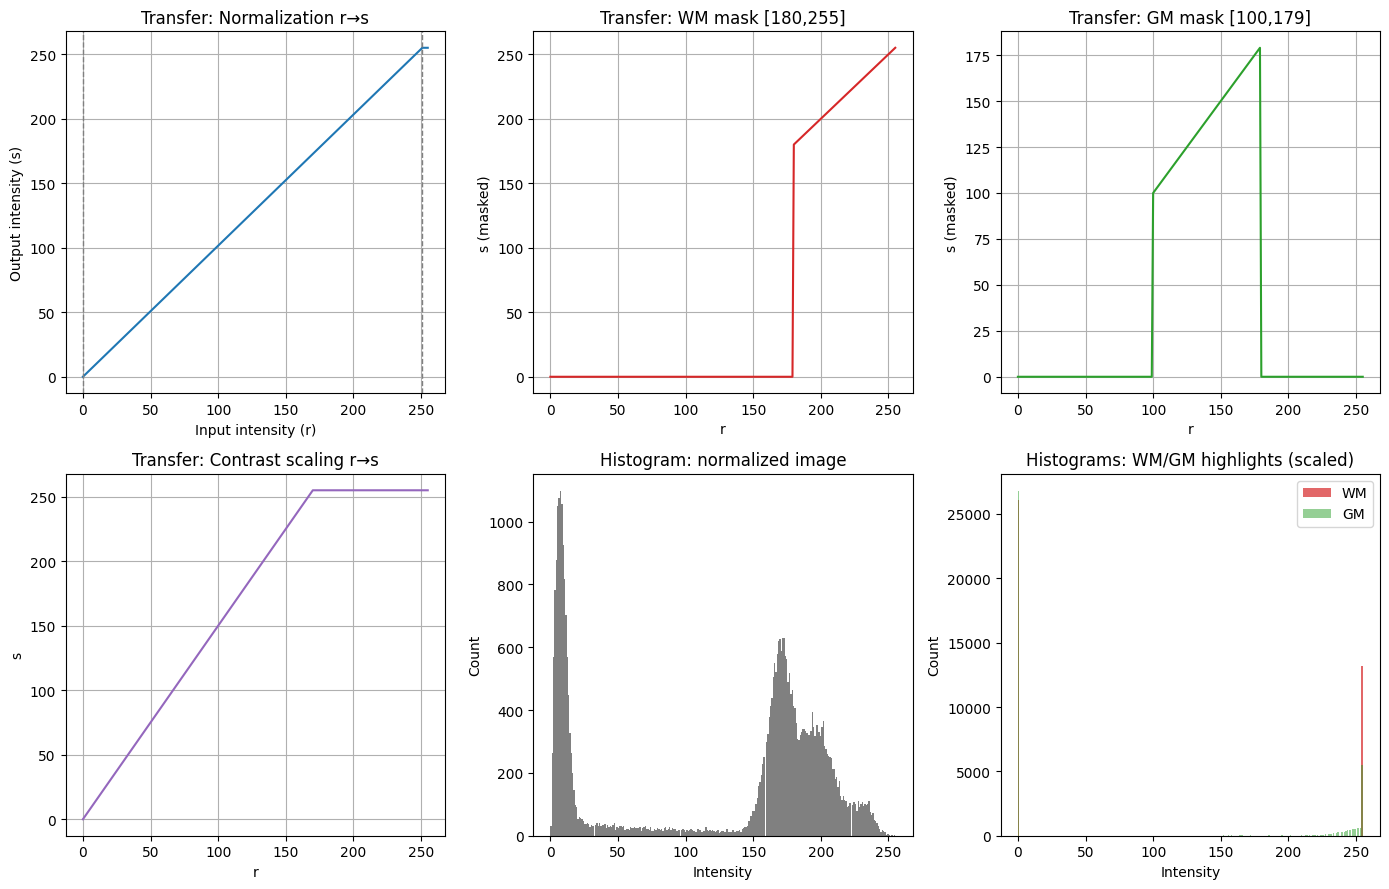 Transfer: Normalization r→s
250
200
150
100
50
0
Output intensity (s)
0 50 100 150 200 250
Input intensity (r)
Transfer: WM mask [180,255]
250
200
150
100
50
0
s (masked)
0 50 100 150 200 250
r
Transfer: GM mask [100,179]
175
150
125
100
75
50
25
0
s (masked)
0 50 100 150 200 250
r
Transfer: Contrast scaling r→s
250
200
150
100
50
0
s
0 50 100 150 200 250
r
Histogram: normalized image
1000
800
600
400
200
0
Count
0 50 100 150 200 250
Intensity
Histograms: WM/GM highlights (scaled)
WM
GM
25000
20000
15000
10000
5000
0
Count
0 50 100 150 200 250
Intensity